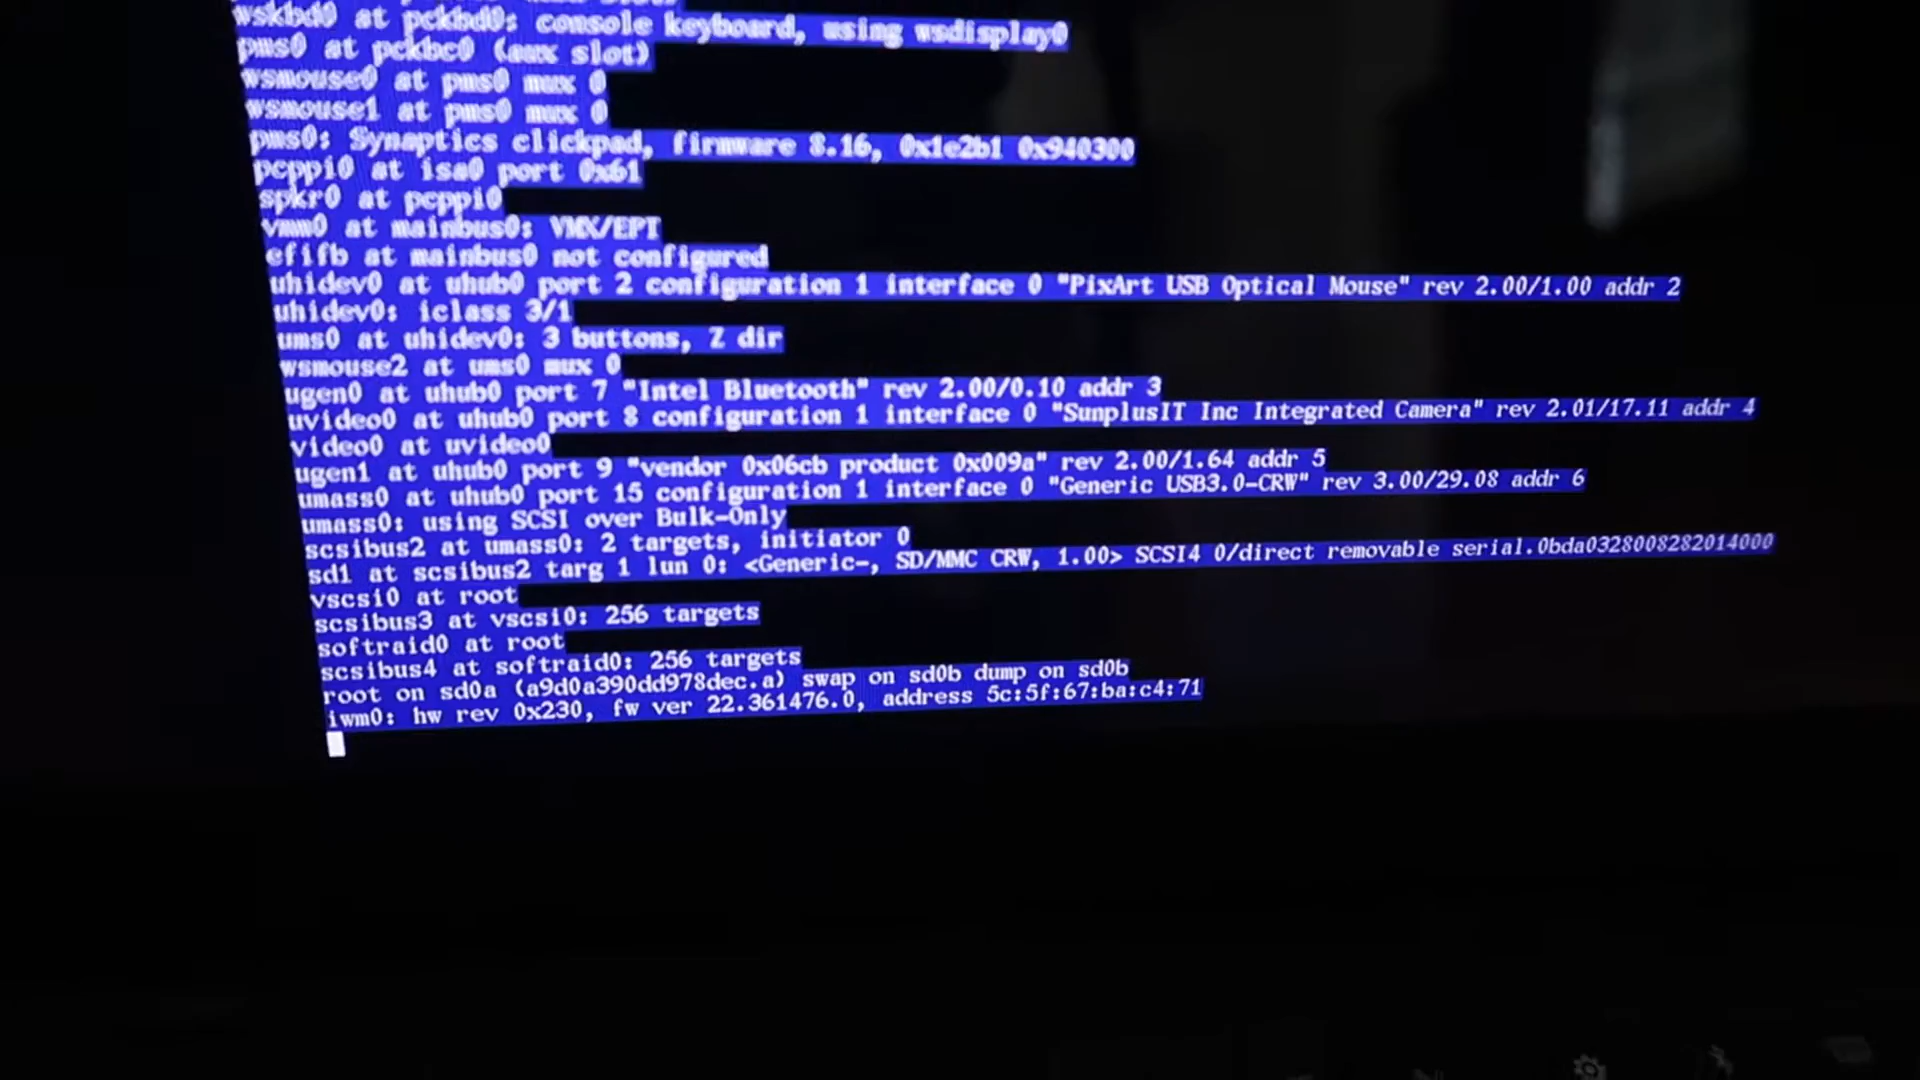 wskbd0 at pckbd0: console keyboard, using wsdisplay0
pms0 at pckbc0 (aux slot)
wsmouse0 at pms0 mux 0
wsmouse1 at pms0 mux 0
pms0: Synaptics clickpad, firmware 8.16, 0x1e2b1 0x940300
pcppi0 at isa0 port 0x61
spkr0 at pcppi0
vmm0 at mainbus0: VMX/EPT
efifb at mainbus0 not configured
uhidev0 at uhub0 port 2 configuration 1 interface 0 "PixArt USB Optical Mouse" rev 2.00/1.00 addr 2
uhidev0: iclass 3/1
ums0 at uhidev0: 3 buttons, Z dir
wsmouse2 at ums0 mux 0
ugen0 at uhub0 port 7 "Intel Bluetooth" rev 2.00/0.10 addr 3
uvideo0 at uhub0 port 8 configuration 1 interface 0 "SunplusIT Inc Integrated Camera" rev 2.01/17.11 addr 4
video0 at uvideo0
ugen1 at uhub0 port 9 "vendor 0x06cb product 0x009a" rev 2.00/1.64 addr 5
umass0 at uhub0 port 15 configuration 1 interface 0 "Generic USB3.0-CRW" rev 3.00/29.08 addr 6
umass0: using SCSI over Bulk-Only
scsibus2 at umass0: 2 targets, initiator 0
sd1 at scsibus2 targ 1 lun 0: <Generic-, SD/MMC CRW, 1.00> SCSI4 0/direct removable serial.0bda0328008282014000
vscsi0 at root
scsibus3 at vscsi0: 256 targets
softraid0 at root
scsibus4 at softraid0: 256 targets
root on sd0a (a9d0a390dd978dec.a) swap on sd0b dump on sd0b
iwm0: hw rev 0x230, fw ver 22.361476.0, address 5c:5f:67:ba:c4:71